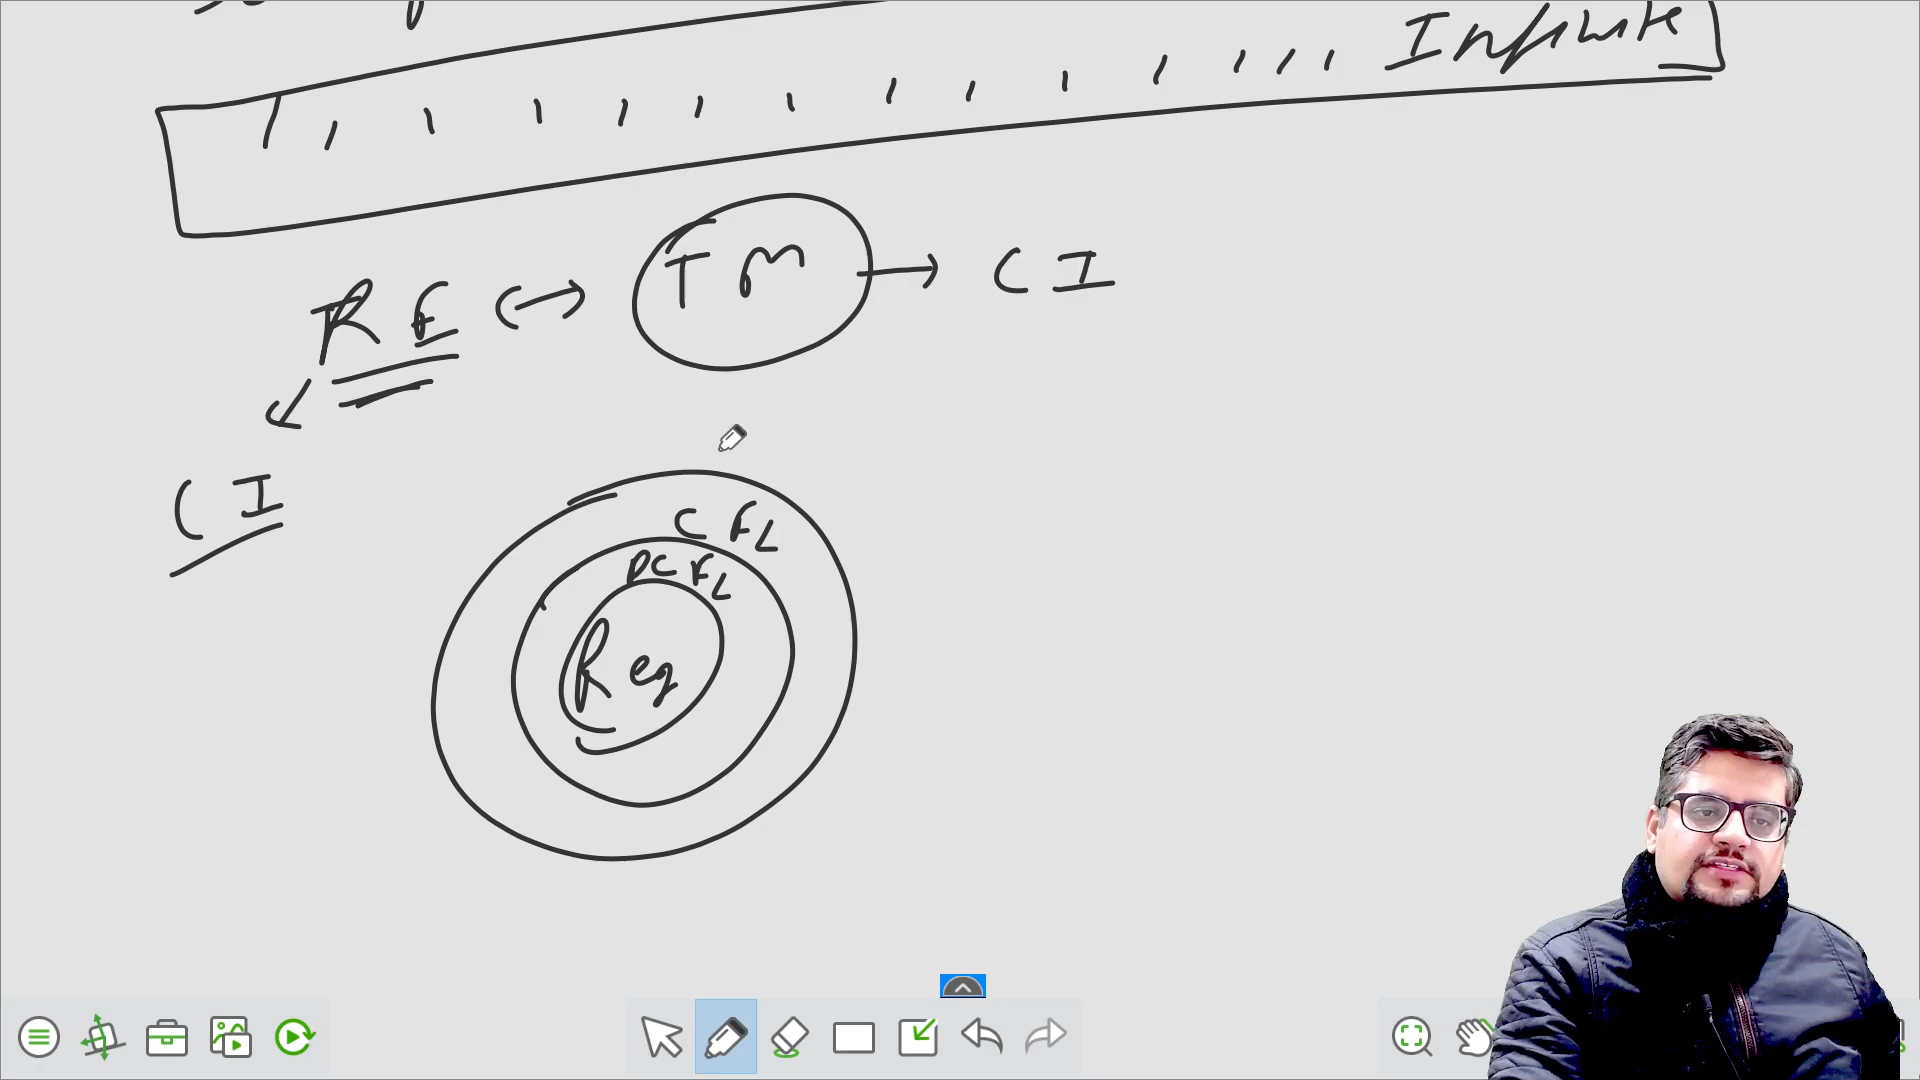 Infinite
RE ↔ TM → CI
CI
CFL
DCFL
Reg